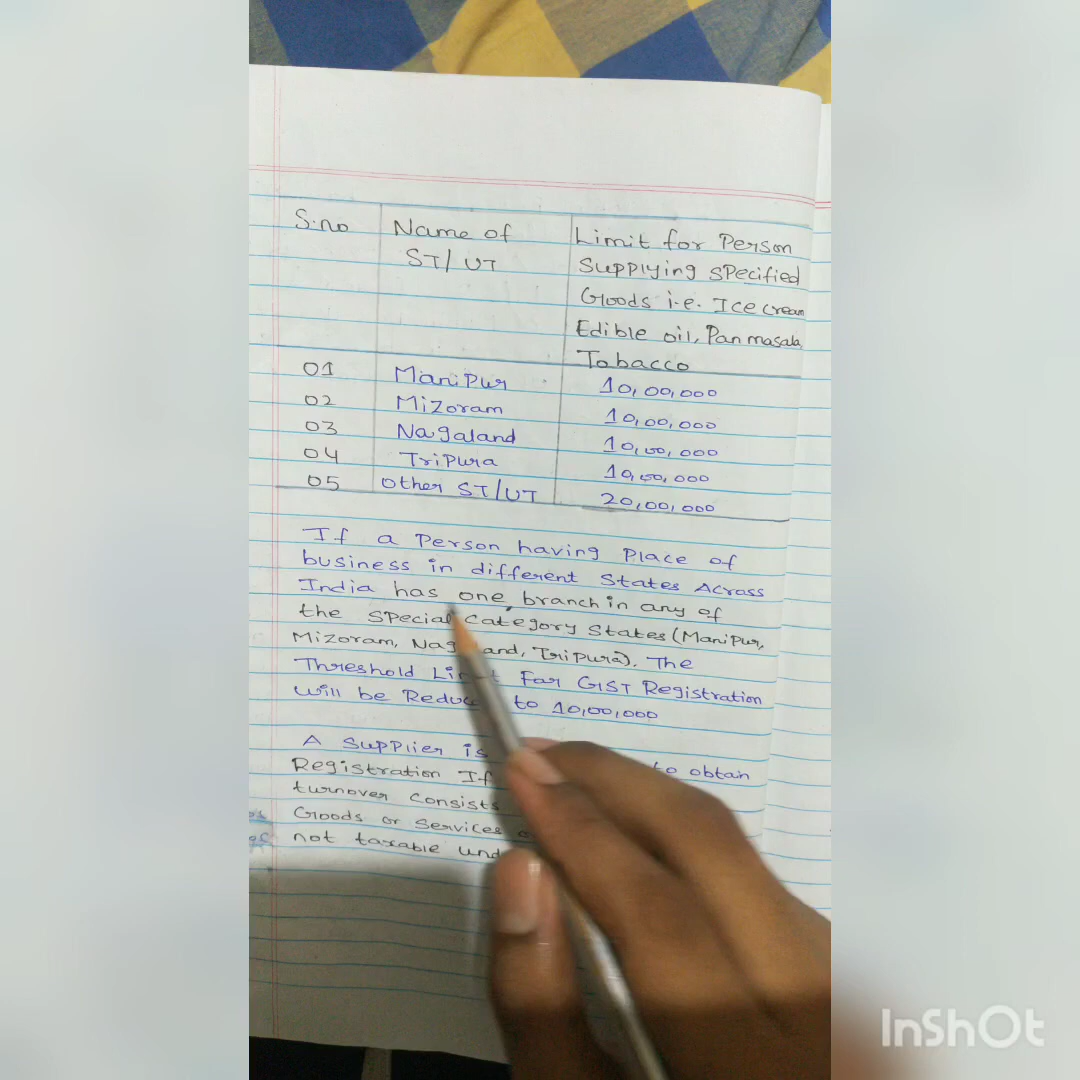 S.no
Name of
ST/UT
Limit for Person
Supplying Specified
Goods i.e. Ice cream
Edible oil, Pan masala,
Tobacco
01 Manipur 10,00,000
02 Mizoram 10,00,000
03 Nagaland 10,00,000
04 Tripura 10,00,000
05 Other ST/UT 20,00,000
If a Person having Place of
business in different States Across
India has one branch in any of
the Special category States (Manipur,
Mizoram, Nag and, Tripura). The
Threshold Li t For GST Registration
will be Redu to 10,00,000
A Supplier is to obtain
Registration If
turnover consists
Goods or Services
not taxable und
InShOt